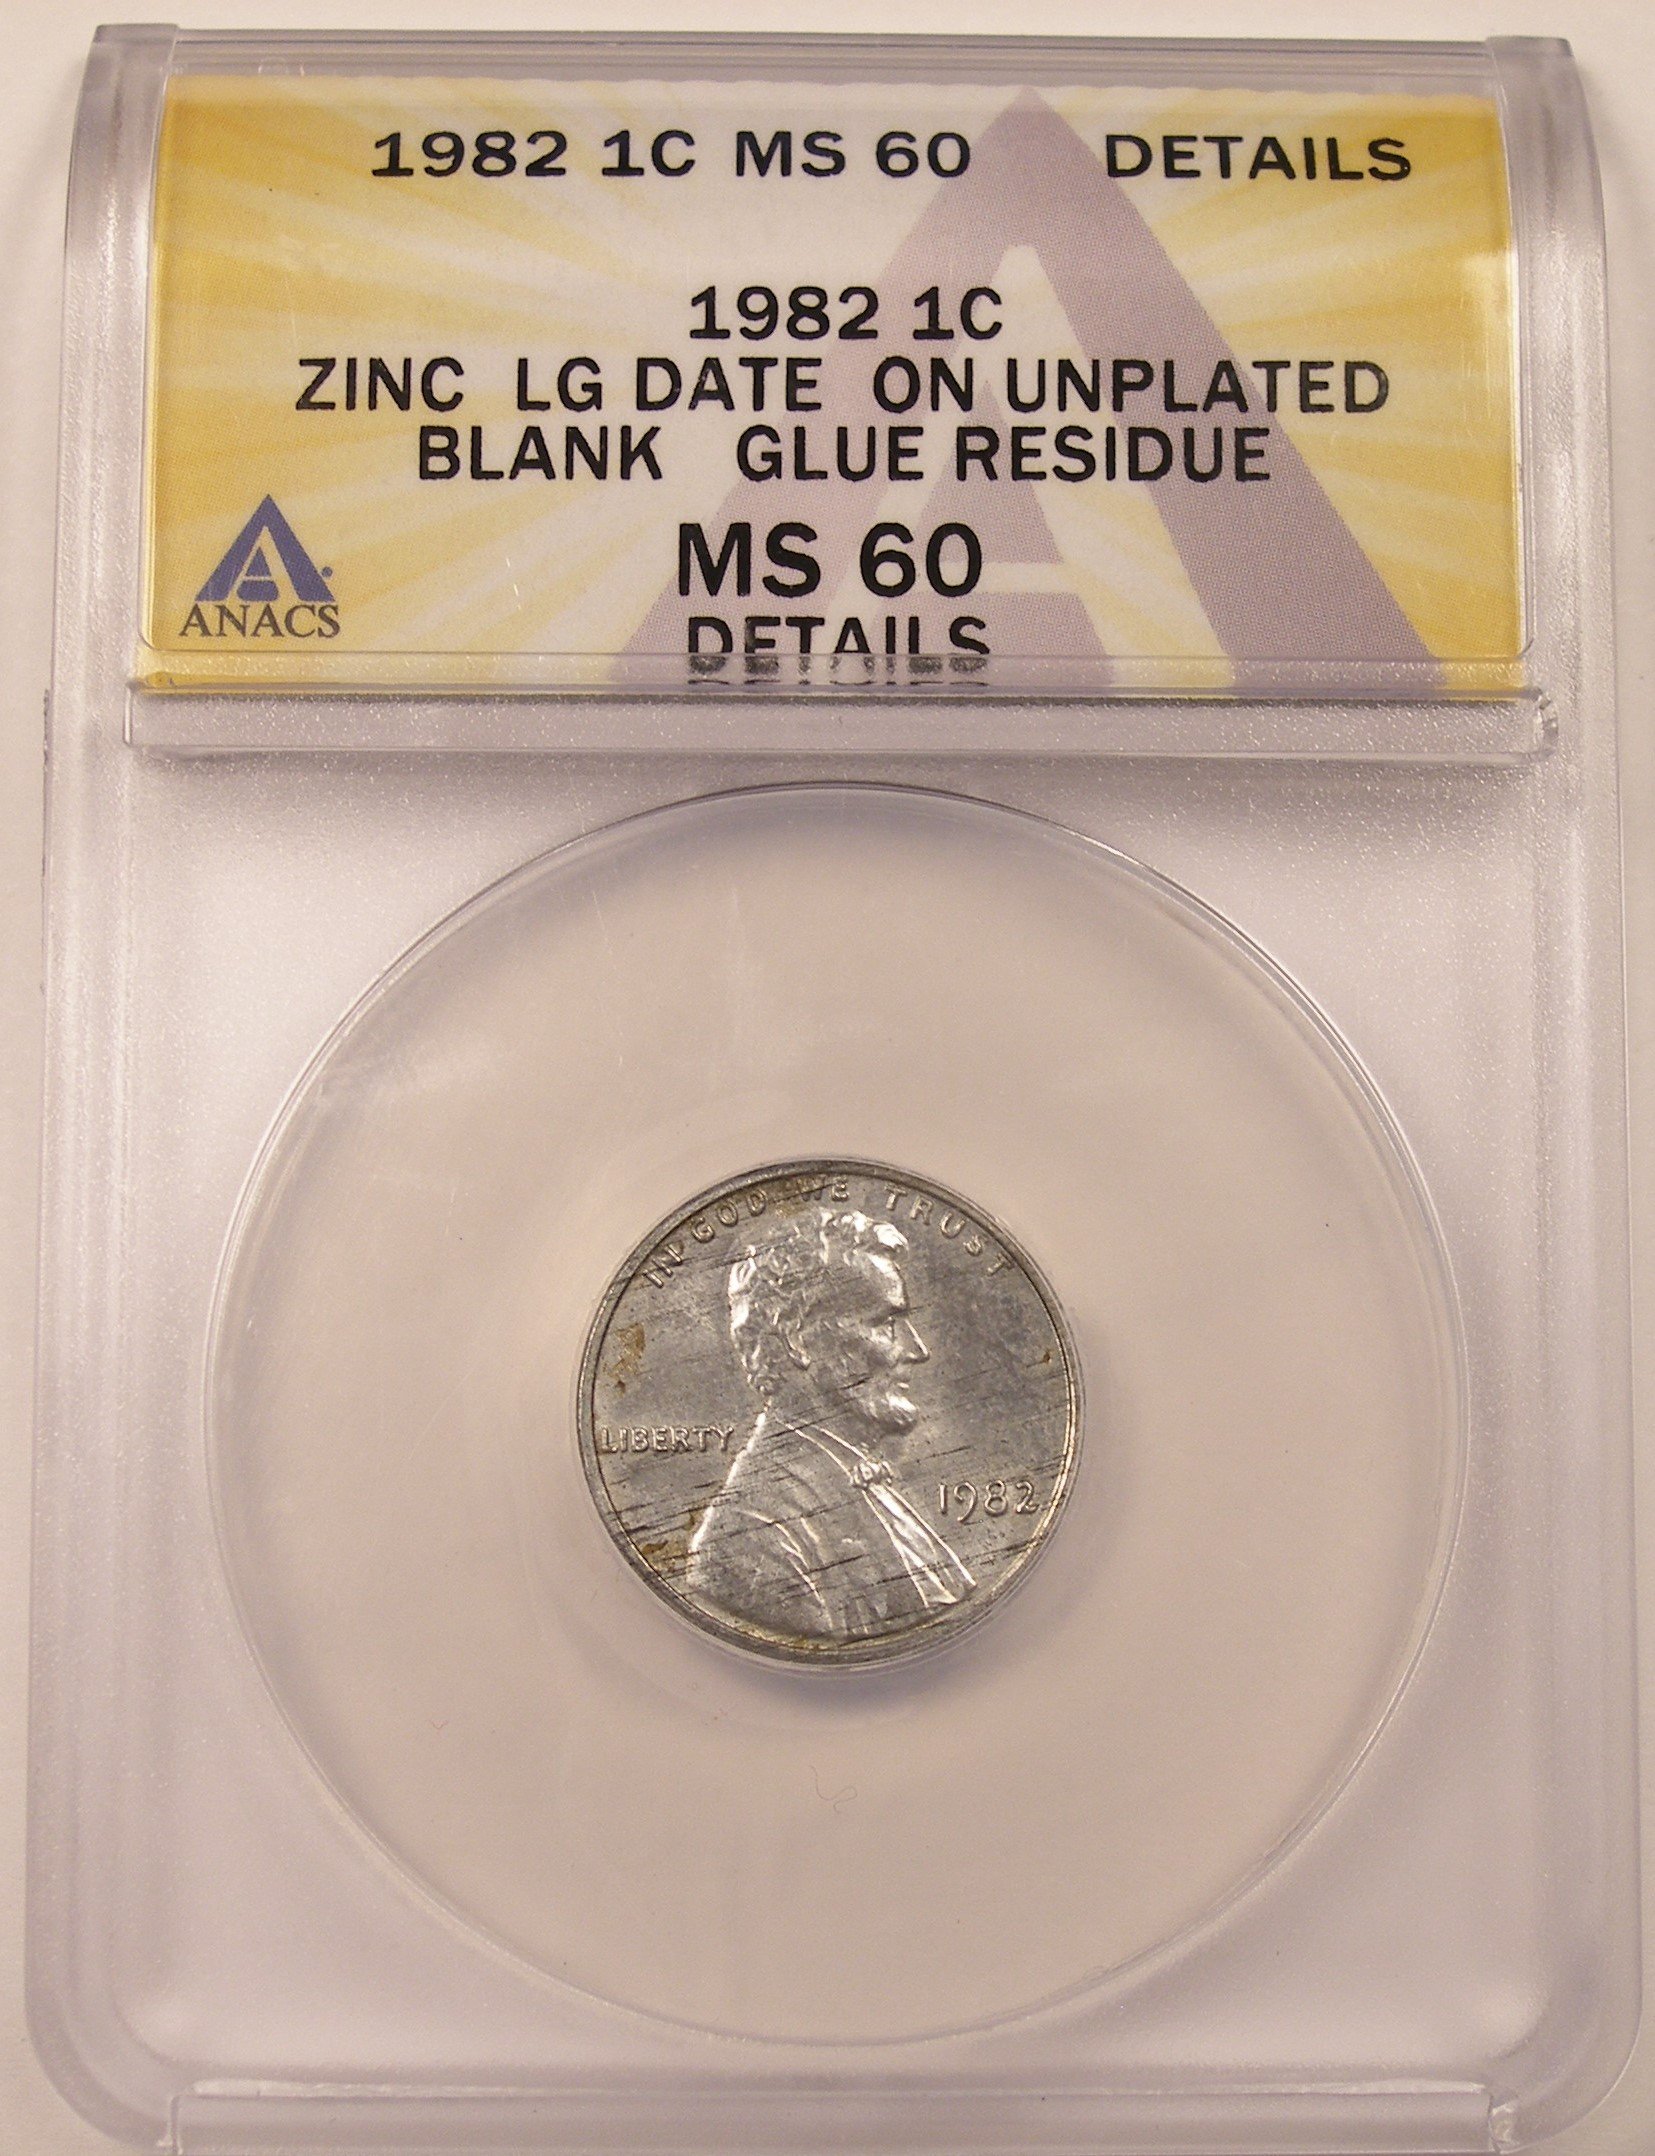 1982 1C MS 60 DETAILS
1982 1C
ZINC LG DATE ON UNPLATED
BLANK GLUE RESIDUE
MS 60
DETAILS
ANACS
IN GOD WE TRUST
LIBERTY
1982